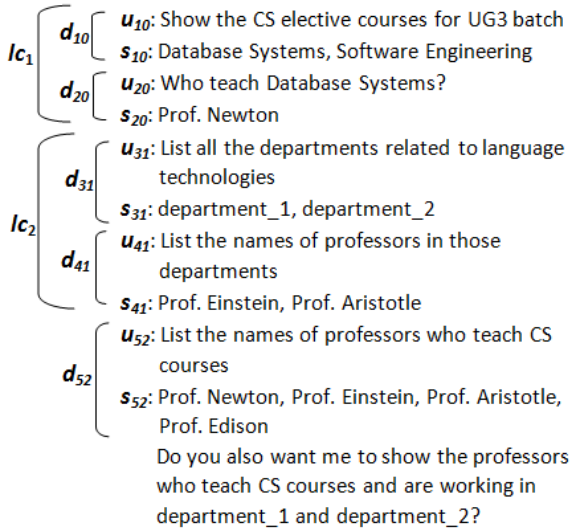 lc1 d10 u10: Show the CS elective courses for UG3 batch
s10: Database Systems, Software Engineering
d20 u20: Who teach Database Systems?
s20: Prof. Newton
lc2 d31 u31: List all the departments related to language
technologies
s31: department_1, department_2
d41 u41: List the names of professors in those
departments
s41: Prof. Einstein, Prof. Aristotle
d52 u52: List the names of professors who teach CS
courses
s52: Prof. Newton, Prof. Einstein, Prof. Aristotle,
Prof. Edison
Do you also want me to show the professors
who teach CS courses and are working in
department_1 and department_2?